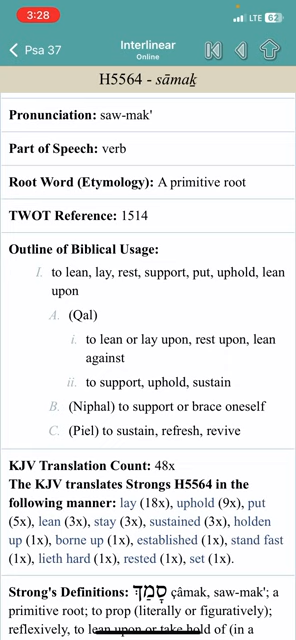 3:28
LTE 62
Psa 37
Interlinear
Online
H5564 - sāmaḵ
Pronunciation: saw-mak'
Part of Speech: verb
Root Word (Etymology): A primitive root
TWOT Reference: 1514
Outline of Biblical Usage:
I. to lean, lay, rest, support, put, uphold, lean
upon
A. (Qal)
i. to lean or lay upon, rest upon, lean
against
ii. to support, uphold, sustain
B. (Niphal) to support or brace oneself
C. (Piel) to sustain, refresh, revive
KJV Translation Count: 48x
The KJV translates Strongs H5564 in the
following manner: lay (18x), uphold (9x), put
(5x), lean (3x), stay (3x), sustained (3x), holden
up (1x), borne up (1x), established (1x), stand fast
(1x), lieth hard (1x), rested (1x), set (1x).
Strong's Definitions: סָמַךְ çâmak, saw-mak'; a
primitive root; to prop (literally or figuratively);
reflexively, to lean upon or take hold of (in a